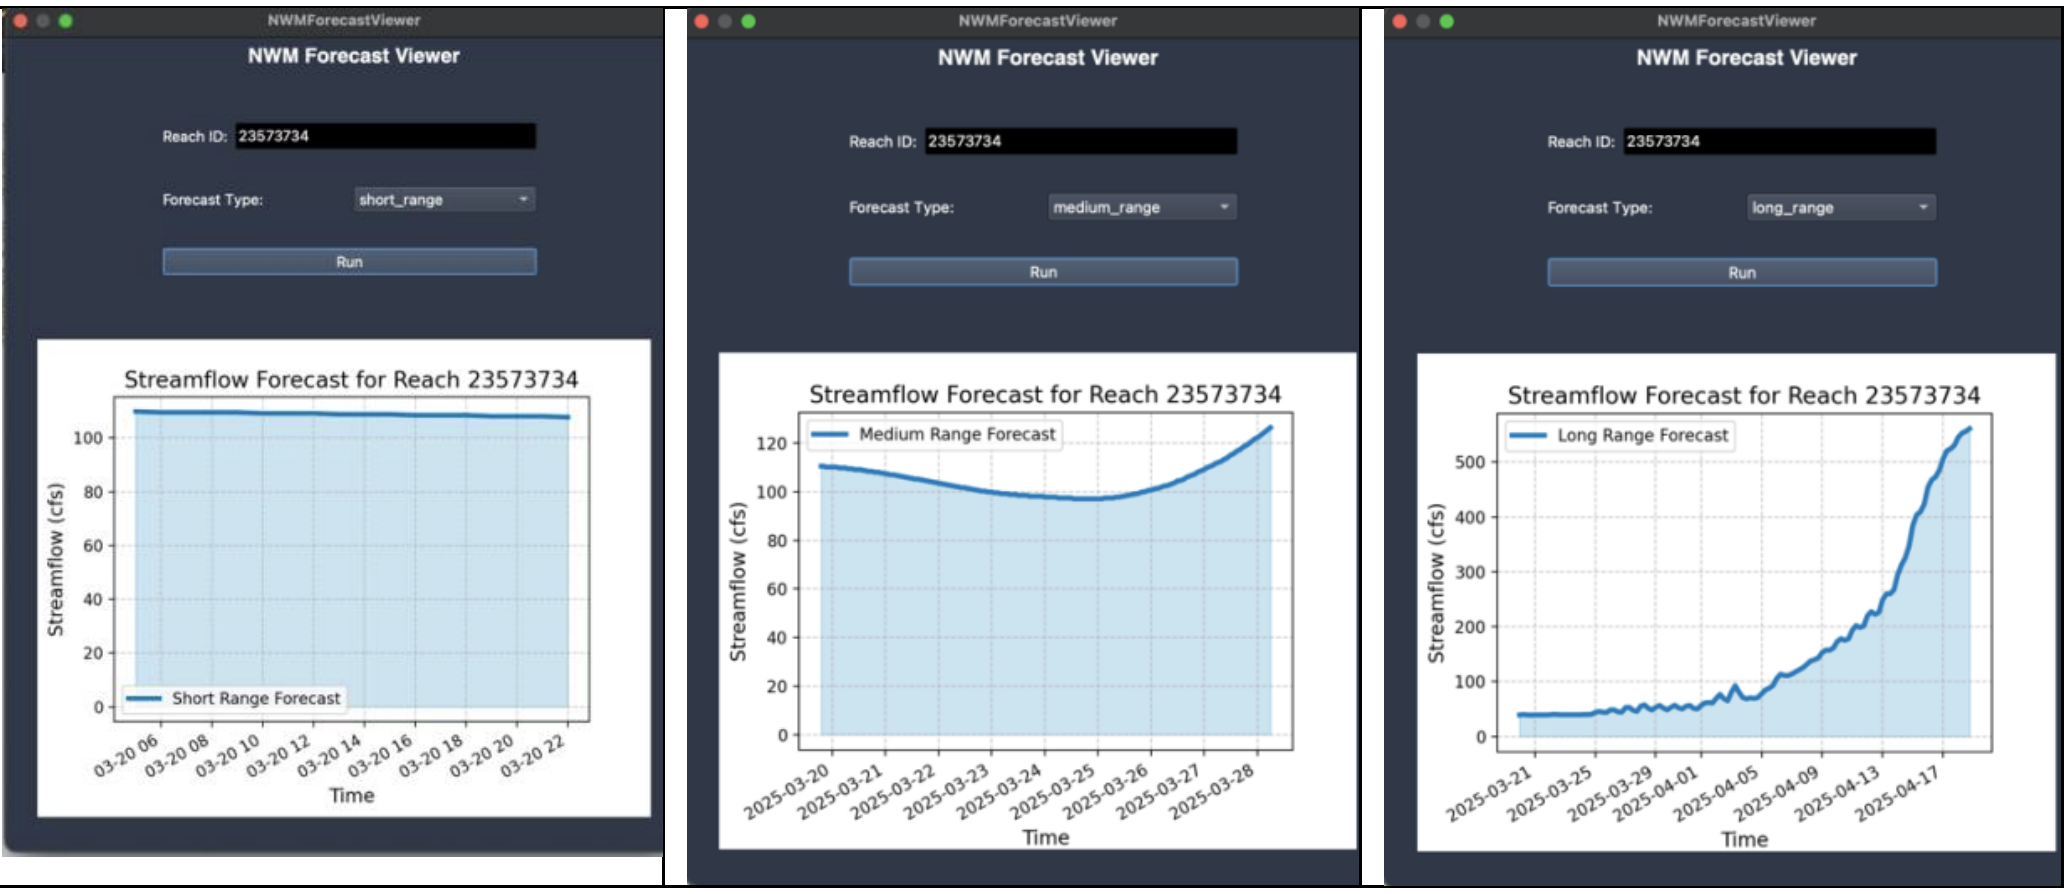 NWMForecastViewer
NWM Forecast Viewer
Reach ID: 23573734
Forecast Type: short_range
Run
Streamflow Forecast for Reach 23573734
100
80
60
40
20
0
Streamflow (cfs)
Short Range Forecast
03-20 06
03-20 08
03-20 10
03-20 12
03-20 14
03-20 16
03-20 18
03-20 20
03-20 22
Time
NWMForecastViewer
NWM Forecast Viewer
Reach ID: 23573734
Forecast Type: medium_range
Run
Streamflow Forecast for Reach 23573734
Medium Range Forecast
120
100
80
60
40
20
0
Streamflow (cfs)
2025-03-20
2025-03-21
2025-03-22
2025-03-23
2025-03-24
2025-03-25
2025-03-26
2025-03-27
2025-03-28
Time
NWMForecastViewer
NWM Forecast Viewer
Reach ID: 23573734
Forecast Type: long_range
Run
Streamflow Forecast for Reach 23573734
Long Range Forecast
500
400
300
200
100
0
Streamflow (cfs)
2025-03-21
2025-03-25
2025-03-29
2025-04-01
2025-04-05
2025-04-09
2025-04-13
2025-04-17
Time